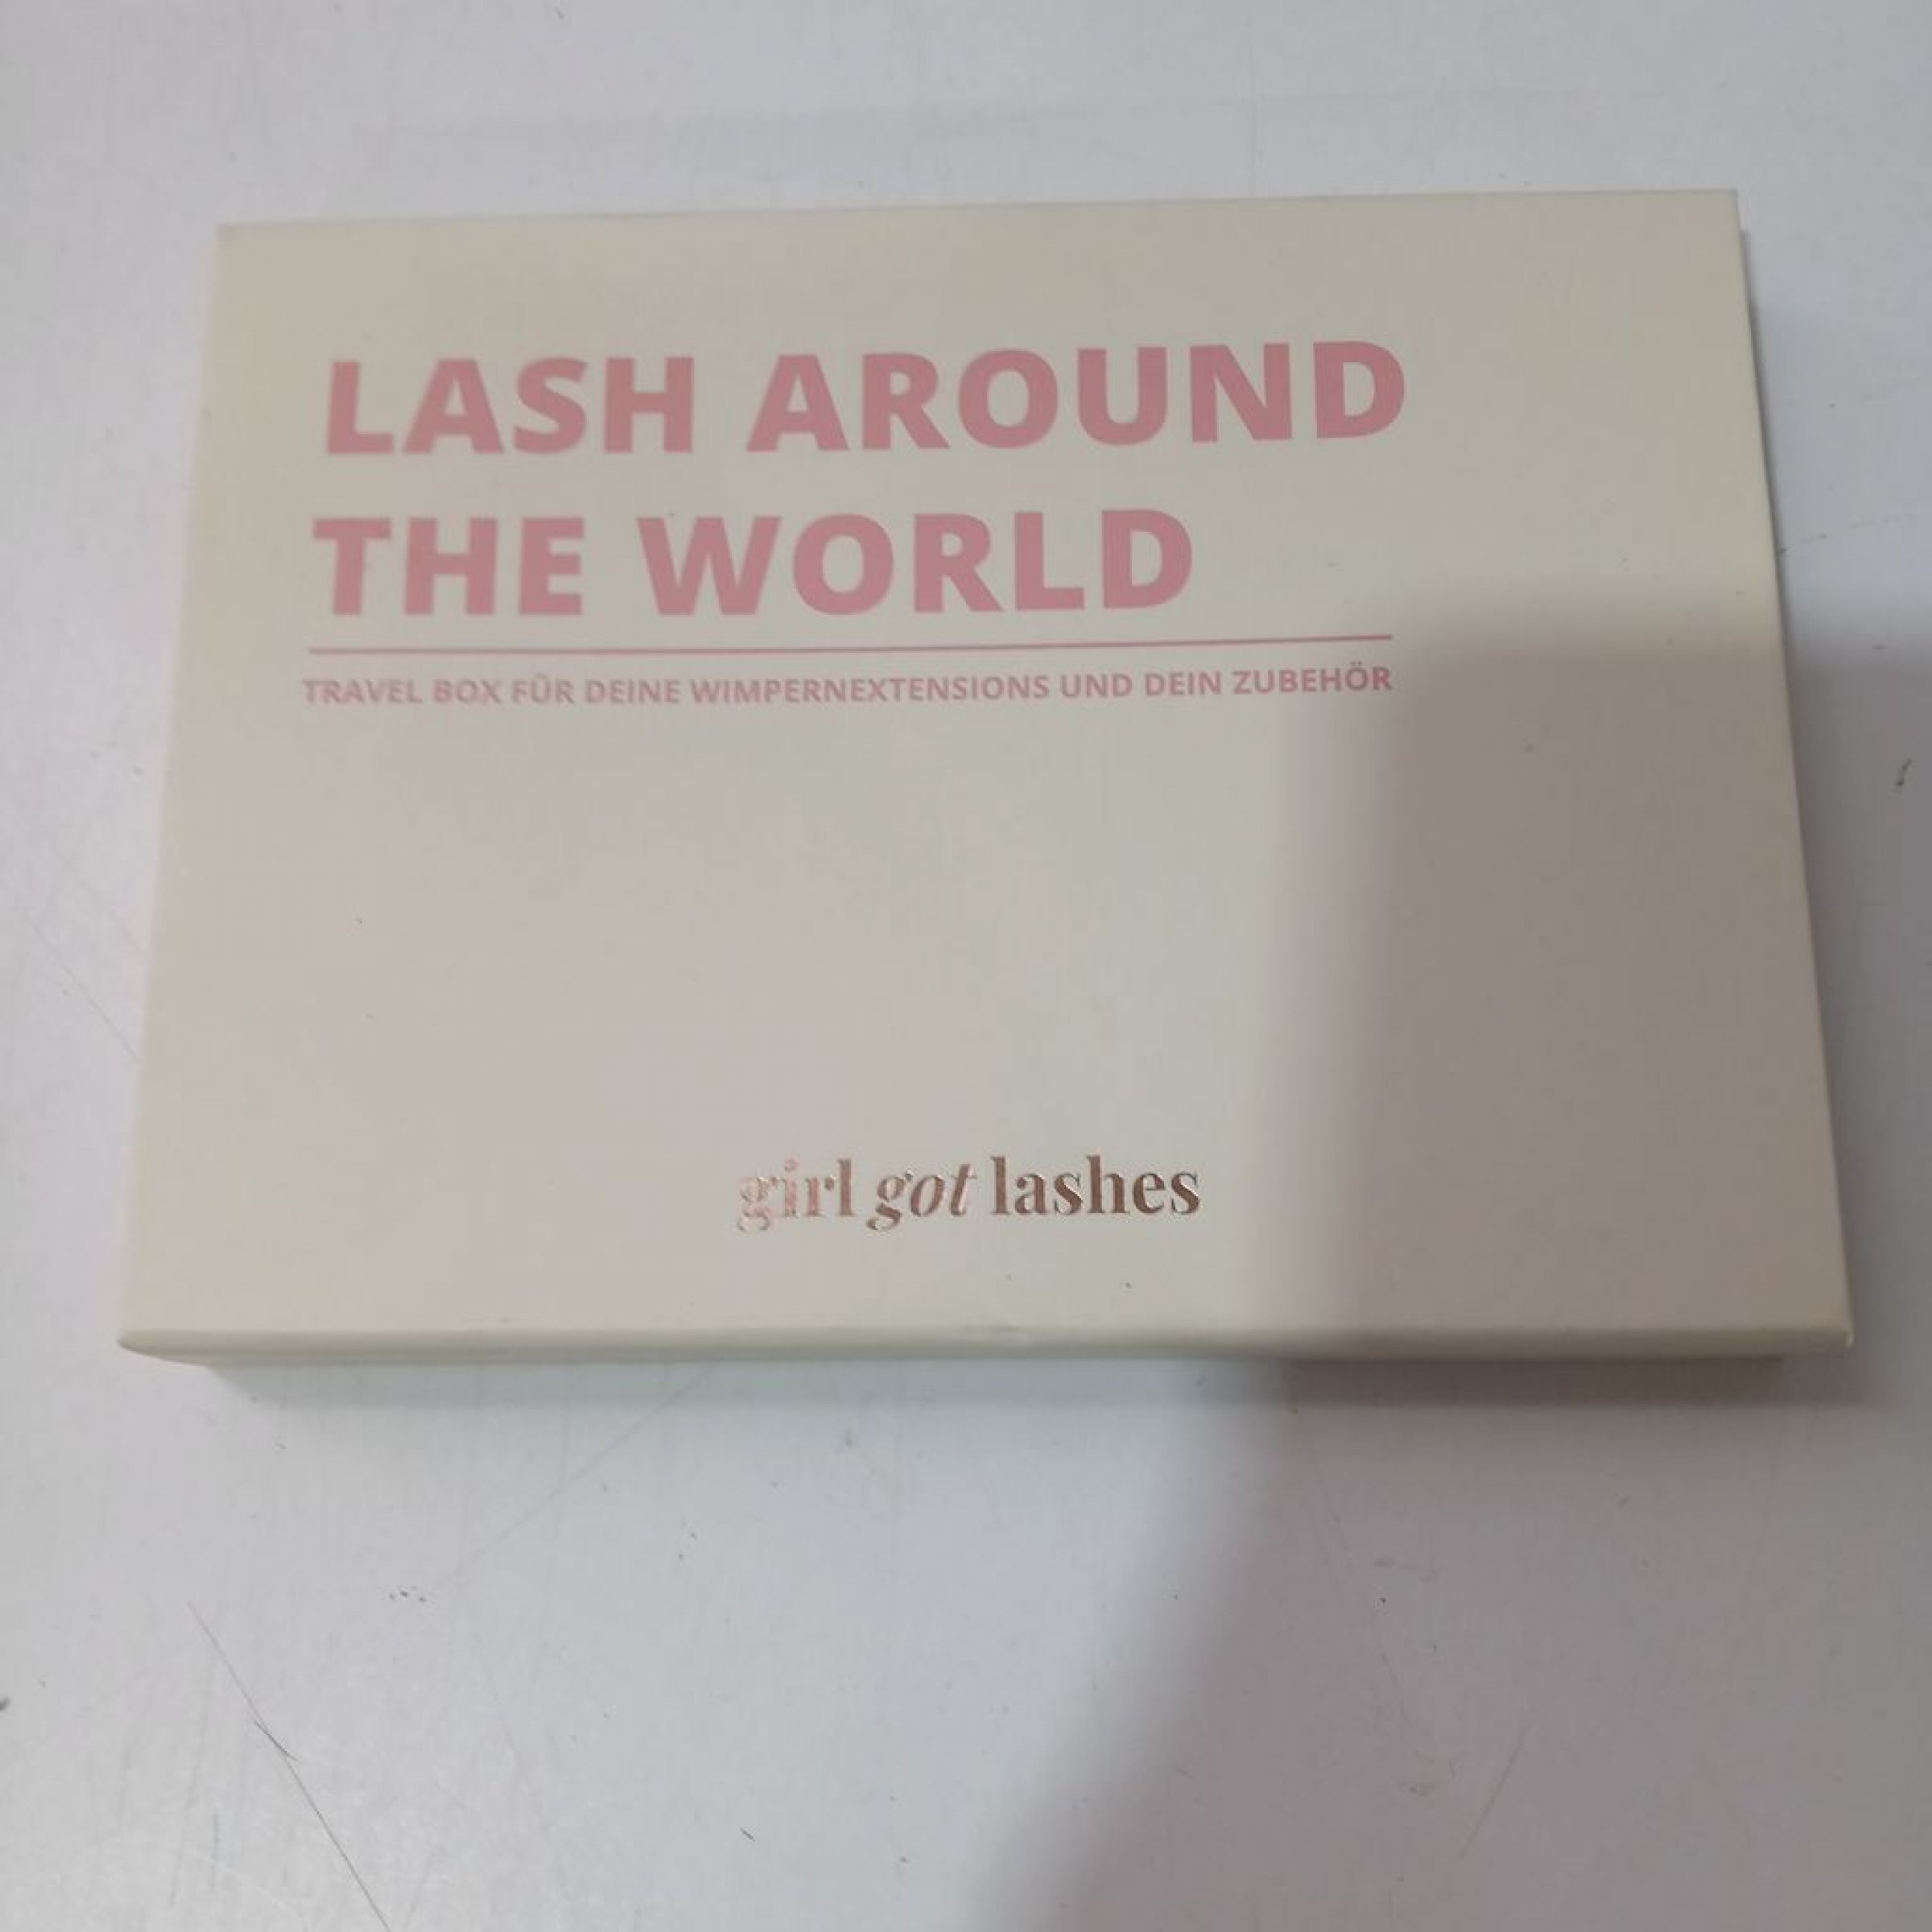 LASH AROUND
THE WORLD
TRAVEL BOX FÜR DEINE WIMPERNEXTENSIONS UND DEIN ZUBEHÖR
girl got lashes